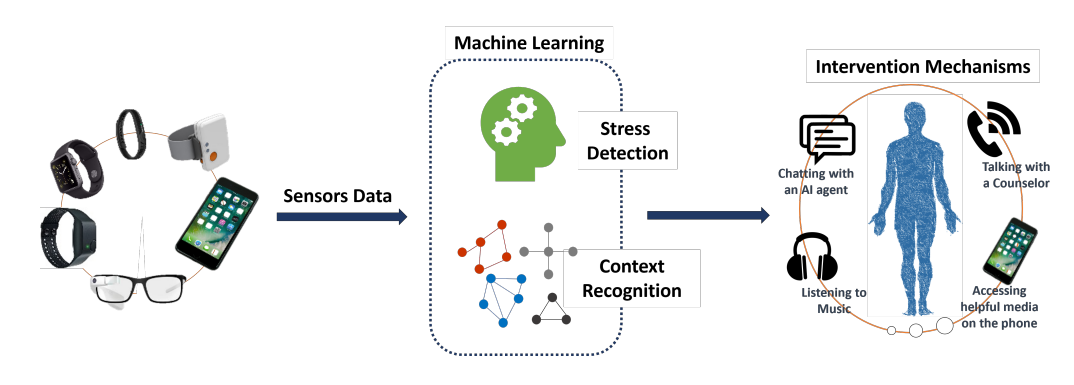 Machine Learning
Stress
Detection
Context
Recognition
Sensors Data
Intervention Mechanisms
Chatting with
an AI agent
Talking with
a Counselor
Listening to
Music
Accessing
helpful media
on the phone